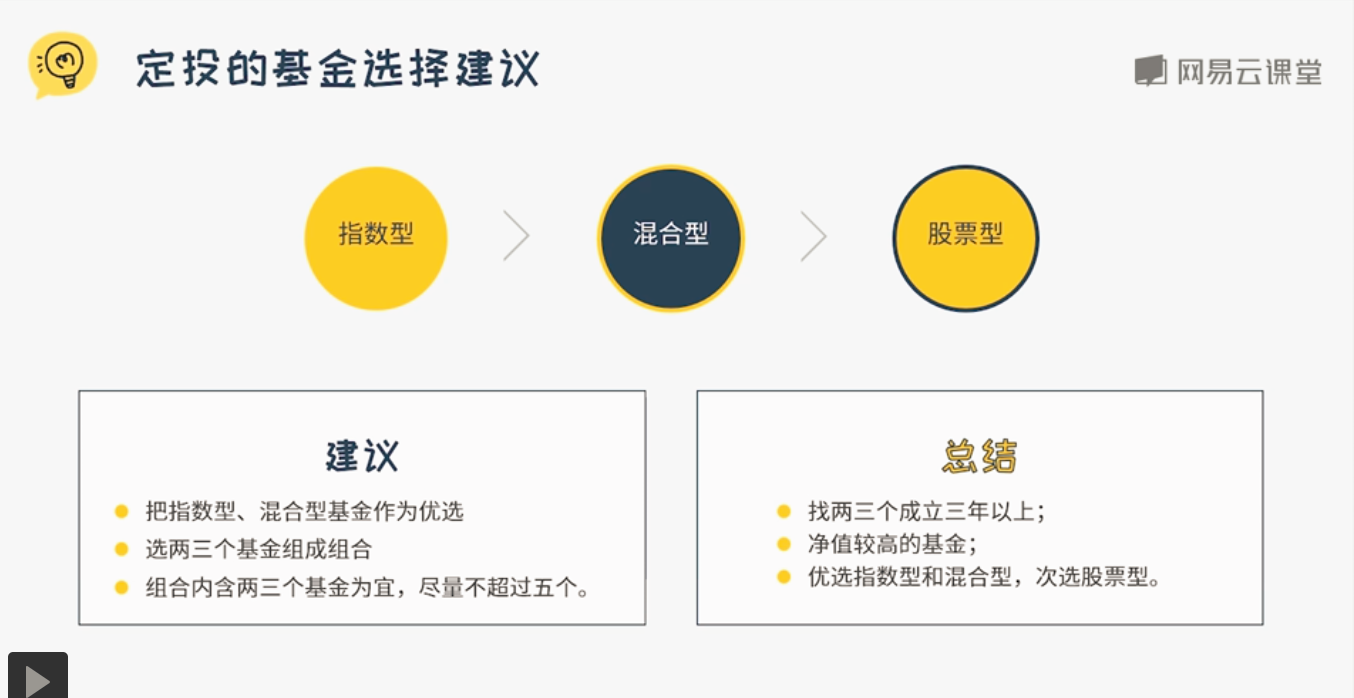 定投的基金选择建议
网易云课堂
指数型
混合型
股票型
建议
把指数型、混合型基金作为优选
选两三个基金组成组合
组合内含两三个基金为宜，尽量不超过五个。
总结
找两三个成立三年以上；
净值较高的基金；
优选指数型和混合型，次选股票型。